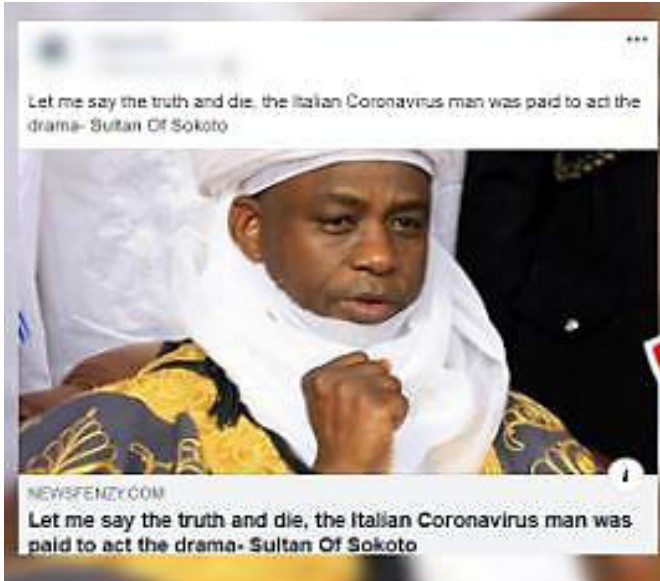 Let me say the truth and die, the Italian Coronavirus man was paid to act the
drama- Sultan Of Sokoto
NEWSFENZY.COM
Let me say the truth and die, the Italian Coronavirus man was
paid to act the drama- Sultan Of Sokoto